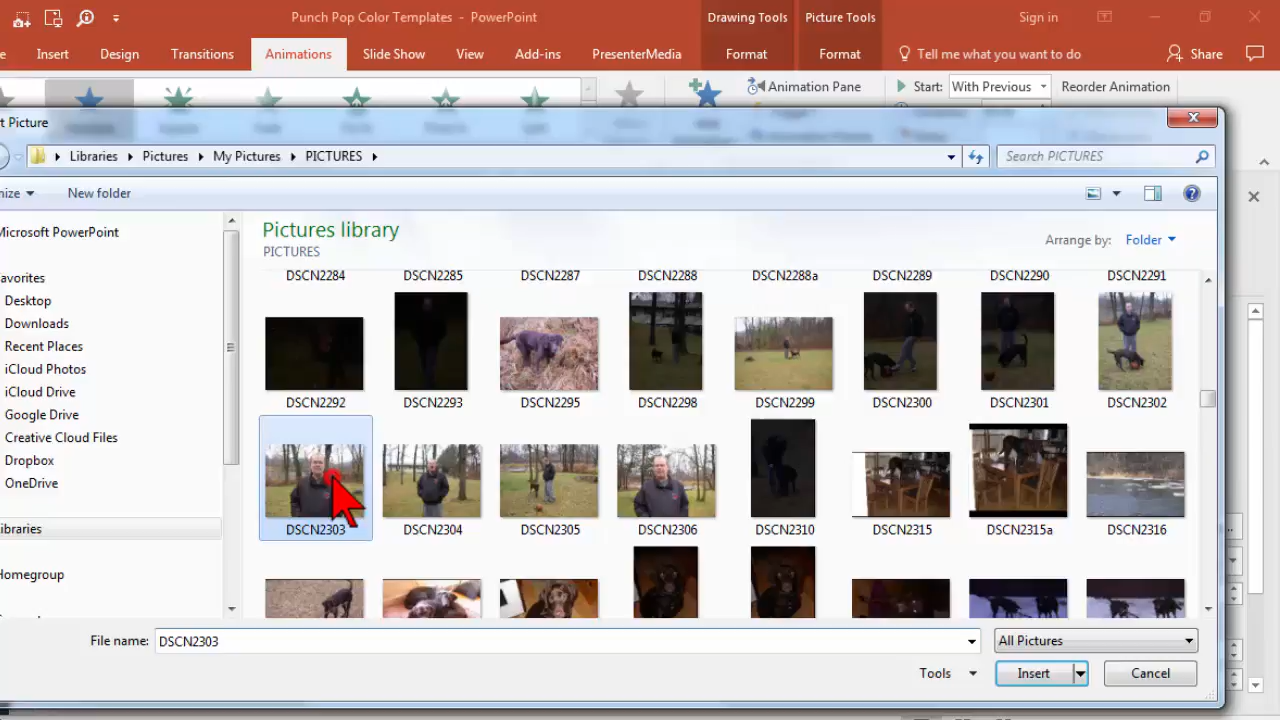 Punch Pop Color Templates - PowerPoint
Drawing Tools
Picture Tools
Sign in
Insert
Design
Transitions
Animations
Slide Show
View
Add-ins
PresenterMedia
Format
Format
Tell me what you want to do
Share
Animation Pane
Start:
With Previous
Reorder Animation
t Picture
Libraries
Pictures
My Pictures
PICTURES
Search PICTURES
nize
New folder
Microsoft PowerPoint
avorites
Desktop
Downloads
Recent Places
iCloud Photos
iCloud Drive
Google Drive
Creative Cloud Files
Dropbox
OneDrive
ibraries
Homegroup
Pictures library
PICTURES
Arrange by:
Folder
DSCN2284
DSCN2285
DSCN2287
DSCN2288
DSCN2288a
DSCN2289
DSCN2290
DSCN2291
DSCN2292
DSCN2293
DSCN2295
DSCN2298
DSCN2299
DSCN2300
DSCN2301
DSCN2302
DSCN2303
DSCN2304
DSCN2305
DSCN2306
DSCN2310
DSCN2315
DSCN2315a
DSCN2316
File name:
DSCN2303
All Pictures
Tools
Insert
Cancel